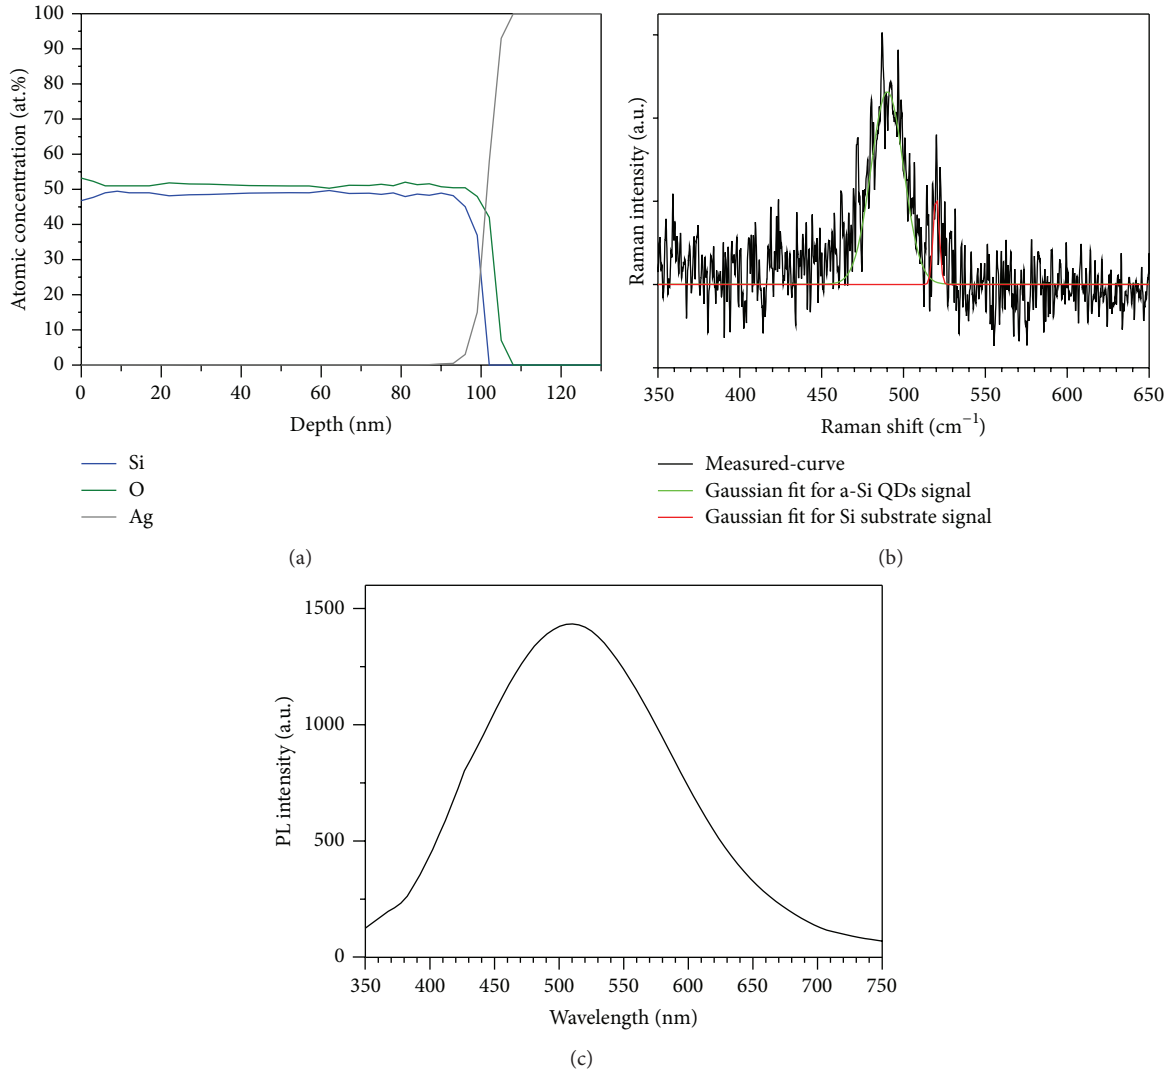 Atomic concentration (at.%)
100
90
80
70
60
50
40
30
20
10
0
0 20 40 60 80 100 120
Depth (nm)
Si
O
Ag
(a)
Raman intensity (a.u.)
350 400 450 500 550 600 650
Raman shift (cm−1)
Measured-curve
Gaussian fit for a-Si QDs signal
Gaussian fit for Si substrate signal
(b)
PL intensity (a.u.)
1500
1000
500
0
350 400 450 500 550 600 650 700 750
Wavelength (nm)
(c)